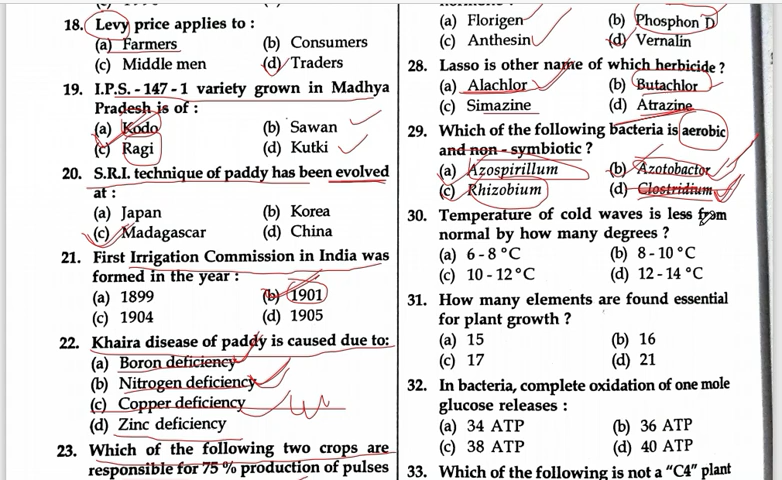 18. Levy price applies to :
(a) Farmers (b) Consumers
(c) Middle men (d) Traders
19. I.P.S. - 147 - 1 variety grown in Madhya
Pradesh is of :
(a) Kodo (b) Sawan
(c) Ragi (d) Kutki
20. S.R.I. technique of paddy has been evolved
at :
(a) Japan (b) Korea
(c) Madagascar (d) China
21. First Irrigation Commission in India was
formed in the year :
(a) 1899 (b) 1901
(c) 1904 (d) 1905
22. Khaira disease of paddy is caused due to:
(a) Boron deficiency
(b) Nitrogen deficiency
(c) Copper deficiency
(d) Zinc deficiency
23. Which of the following two crops are
responsible for 75 % production of pulses
(a) Florigen (b) Phosphon D
(c) Anthesin (d) Vernalin
28. Lasso is other name of which herbicide ?
(a) Alachlor (b) Butachlor
(c) Simazine (d) Atrazine
29. Which of the following bacteria is aerobic
and non - symbiotic ?
(a) Azospirillum (b) Azotobactor
(c) Rhizobium (d) Clostridium
30. Temperature of cold waves is less from
normal by how many degrees ?
(a) 6 - 8 °C (b) 8 - 10 °C
(c) 10 - 12 °C (d) 12 - 14 °C
31. How many elements are found essential
for plant growth ?
(a) 15 (b) 16
(c) 17 (d) 21
32. In bacteria, complete oxidation of one mole
glucose releases :
(a) 34 ATP (b) 36 ATP
(c) 38 ATP (d) 40 ATP
33. Which of the following is not a "C4" plant